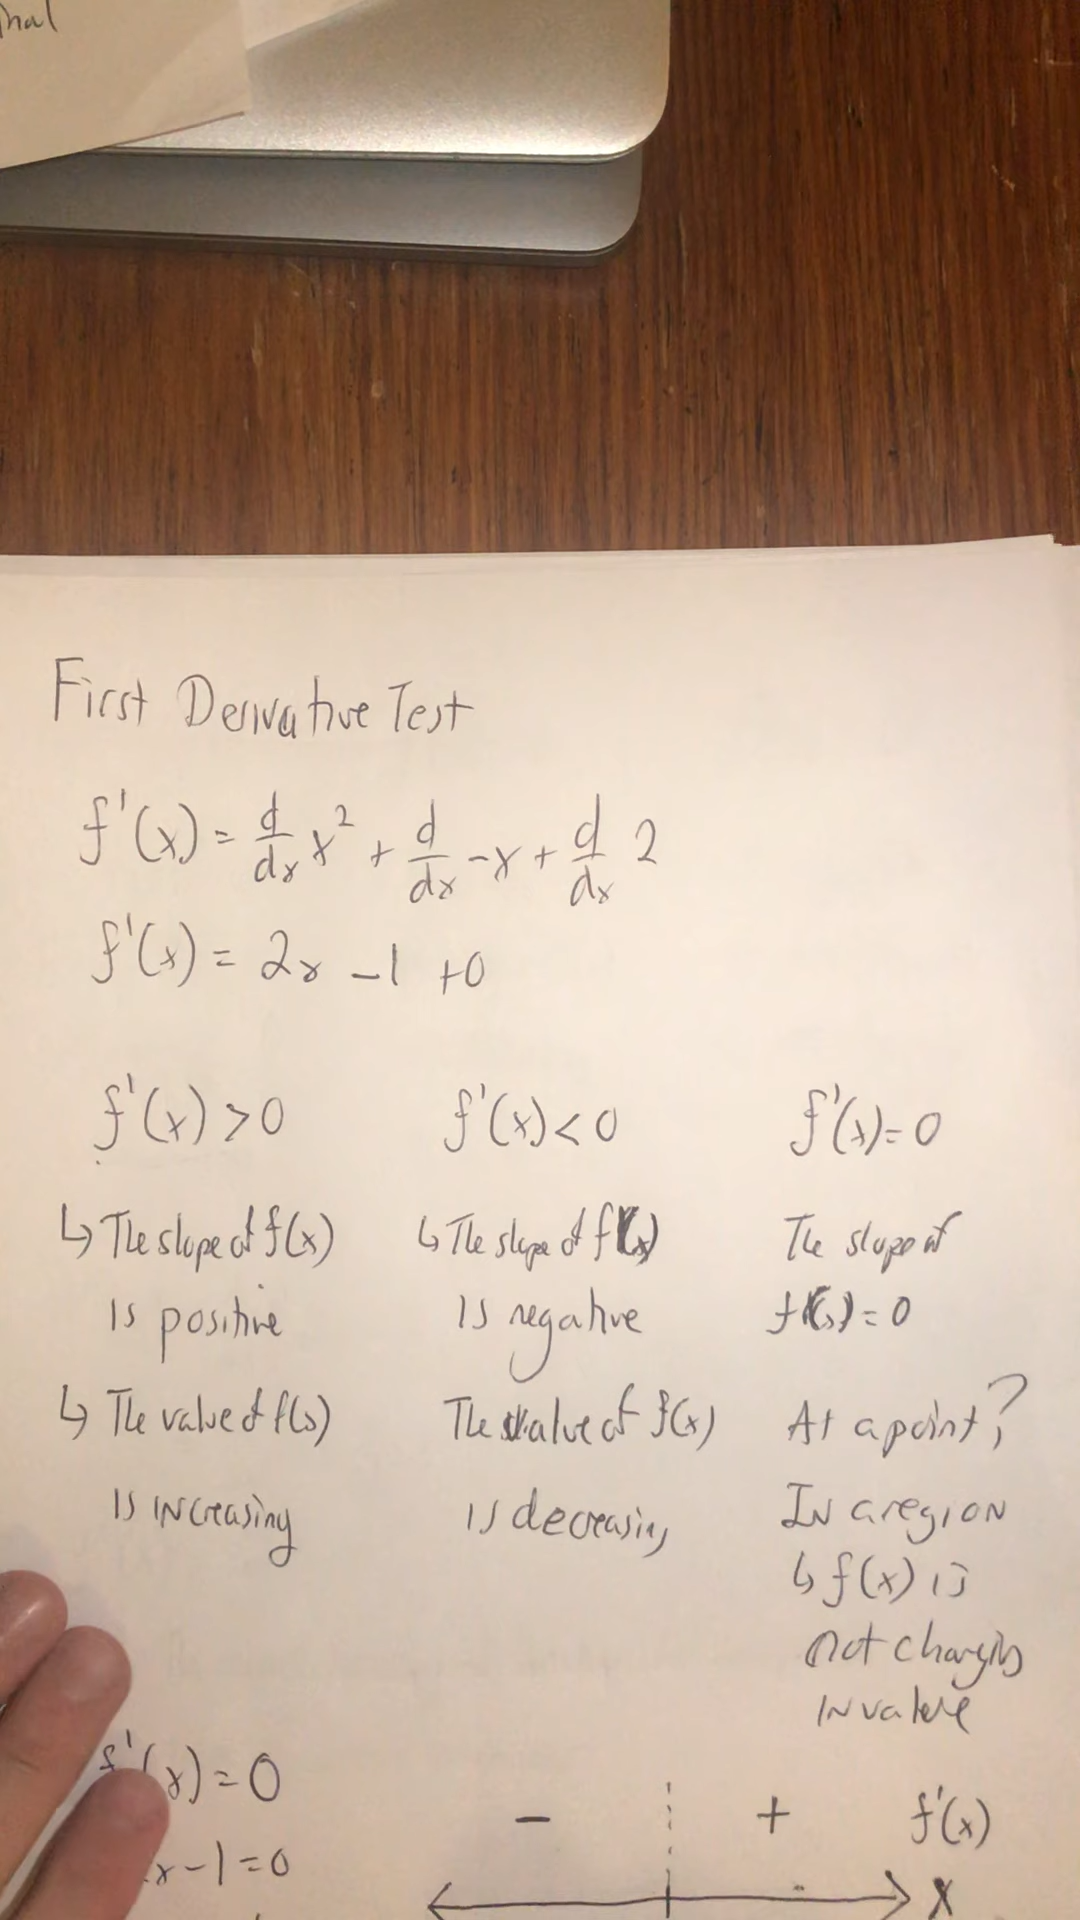 First Derivative Test
f'(x) = d/dx x² + d/dx -x + d/dx 2
f'(x) = 2x -1 +0
f'(x) > 0
↳ The slope of f(x)
is positive
↳ The value of f(x)
is increasing
f'(x) < 0
↳ The slope of f(x)
is negative
The value of f(x)
is decreasing
f'(x) = 0
The slope of
f(x) = 0
At a point?
In a region
↳ f(x) is
not changing
in value
f'(x) = 0
x-1=0
- + f'(x)
x